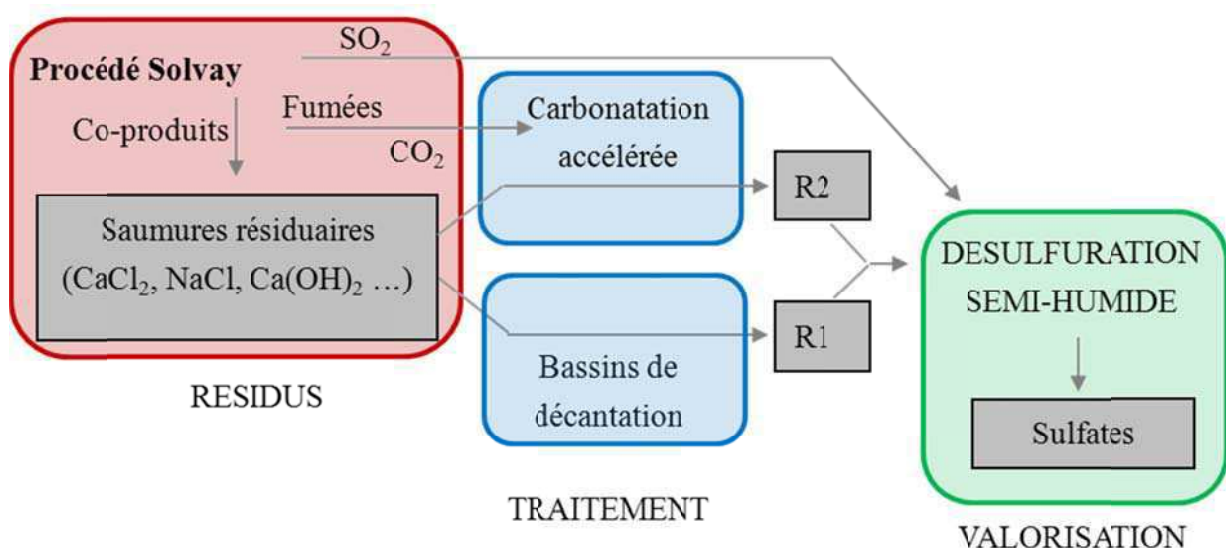 SO2
Procédé Solvay
Fumées
Co-produits
CO2
Saumures résiduaires
(CaCl2, NaCl, Ca(OH)2 ...)
RESIDUS
Carbonatation
accélérée
Bassins de
décantation
TRAITEMENT
R2
R1
DESULFURATION
SEMI-HUMIDE
Sulfates
VALORISATION